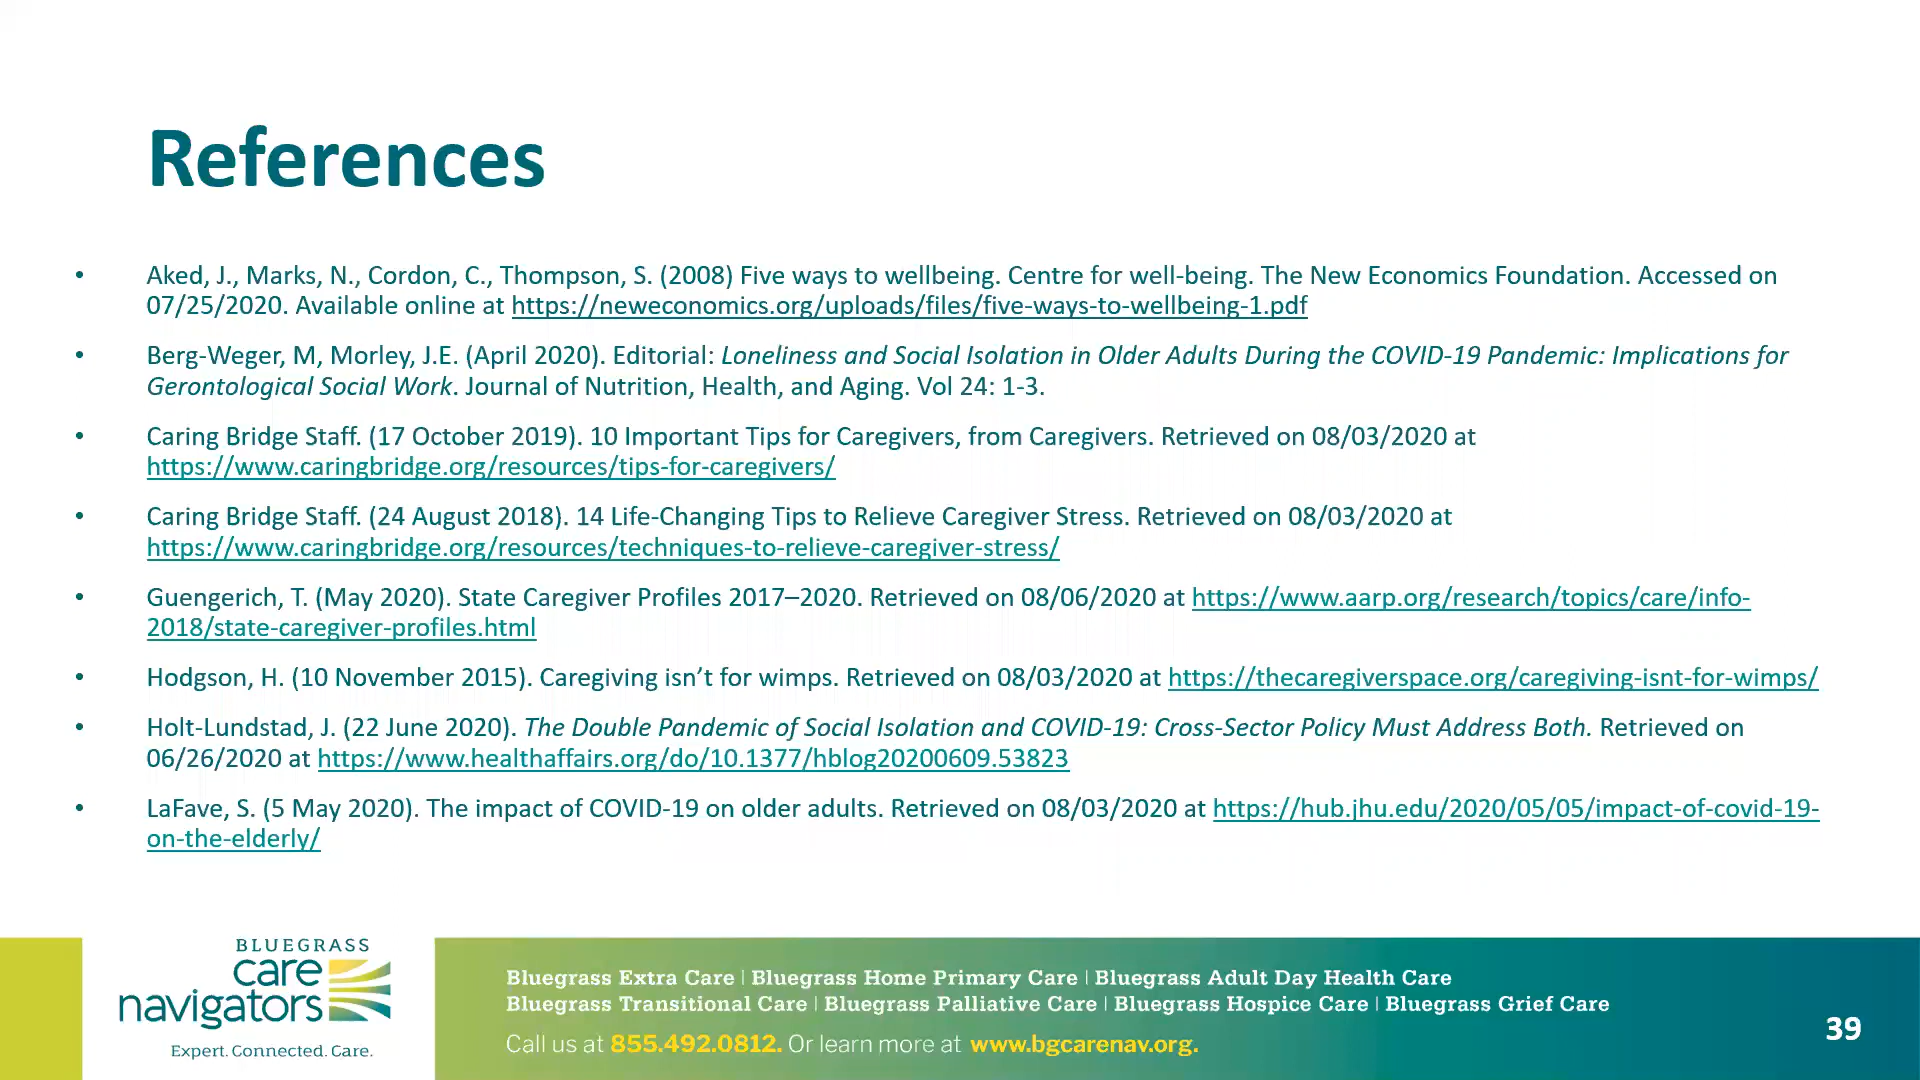 References
• Aked, J., Marks, N., Cordon, C., Thompson, S. (2008) Five ways to wellbeing. Centre for well-being. The New Economics Foundation. Accessed on
07/25/2020. Available online at https://neweconomics.org/uploads/files/five-ways-to-wellbeing-1.pdf
• Berg-Weger, M, Morley, J.E. (April 2020). Editorial: Loneliness and Social Isolation in Older Adults During the COVID-19 Pandemic: Implications for
Gerontological Social Work. Journal of Nutrition, Health, and Aging. Vol 24: 1-3.
• Caring Bridge Staff. (17 October 2019). 10 Important Tips for Caregivers, from Caregivers. Retrieved on 08/03/2020 at
https://www.caringbridge.org/resources/tips-for-caregivers/
• Caring Bridge Staff. (24 August 2018). 14 Life-Changing Tips to Relieve Caregiver Stress. Retrieved on 08/03/2020 at
https://www.caringbridge.org/resources/techniques-to-relieve-caregiver-stress/
• Guengerich, T. (May 2020). State Caregiver Profiles 2017–2020. Retrieved on 08/06/2020 at https://www.aarp.org/research/topics/care/info-
2018/state-caregiver-profiles.html
• Hodgson, H. (10 November 2015). Caregiving isn’t for wimps. Retrieved on 08/03/2020 at https://thecaregiverspace.org/caregiving-isnt-for-wimps/
• Holt-Lundstad, J. (22 June 2020). The Double Pandemic of Social Isolation and COVID-19: Cross-Sector Policy Must Address Both. Retrieved on
06/26/2020 at https://www.healthaffairs.org/do/10.1377/hblog20200609.53823
• LaFave, S. (5 May 2020). The impact of COVID-19 on older adults. Retrieved on 08/03/2020 at https://hub.jhu.edu/2020/05/05/impact-of-covid-19-
on-the-elderly/
BLUEGRASS
care
navigators
Expert. Connected. Care.
Bluegrass Extra Care | Bluegrass Home Primary Care | Bluegrass Adult Day Health Care
Bluegrass Transitional Care | Bluegrass Palliative Care | Bluegrass Hospice Care | Bluegrass Grief Care
Call us at 855.492.0812. Or learn more at www.bgcarenav.org.
39